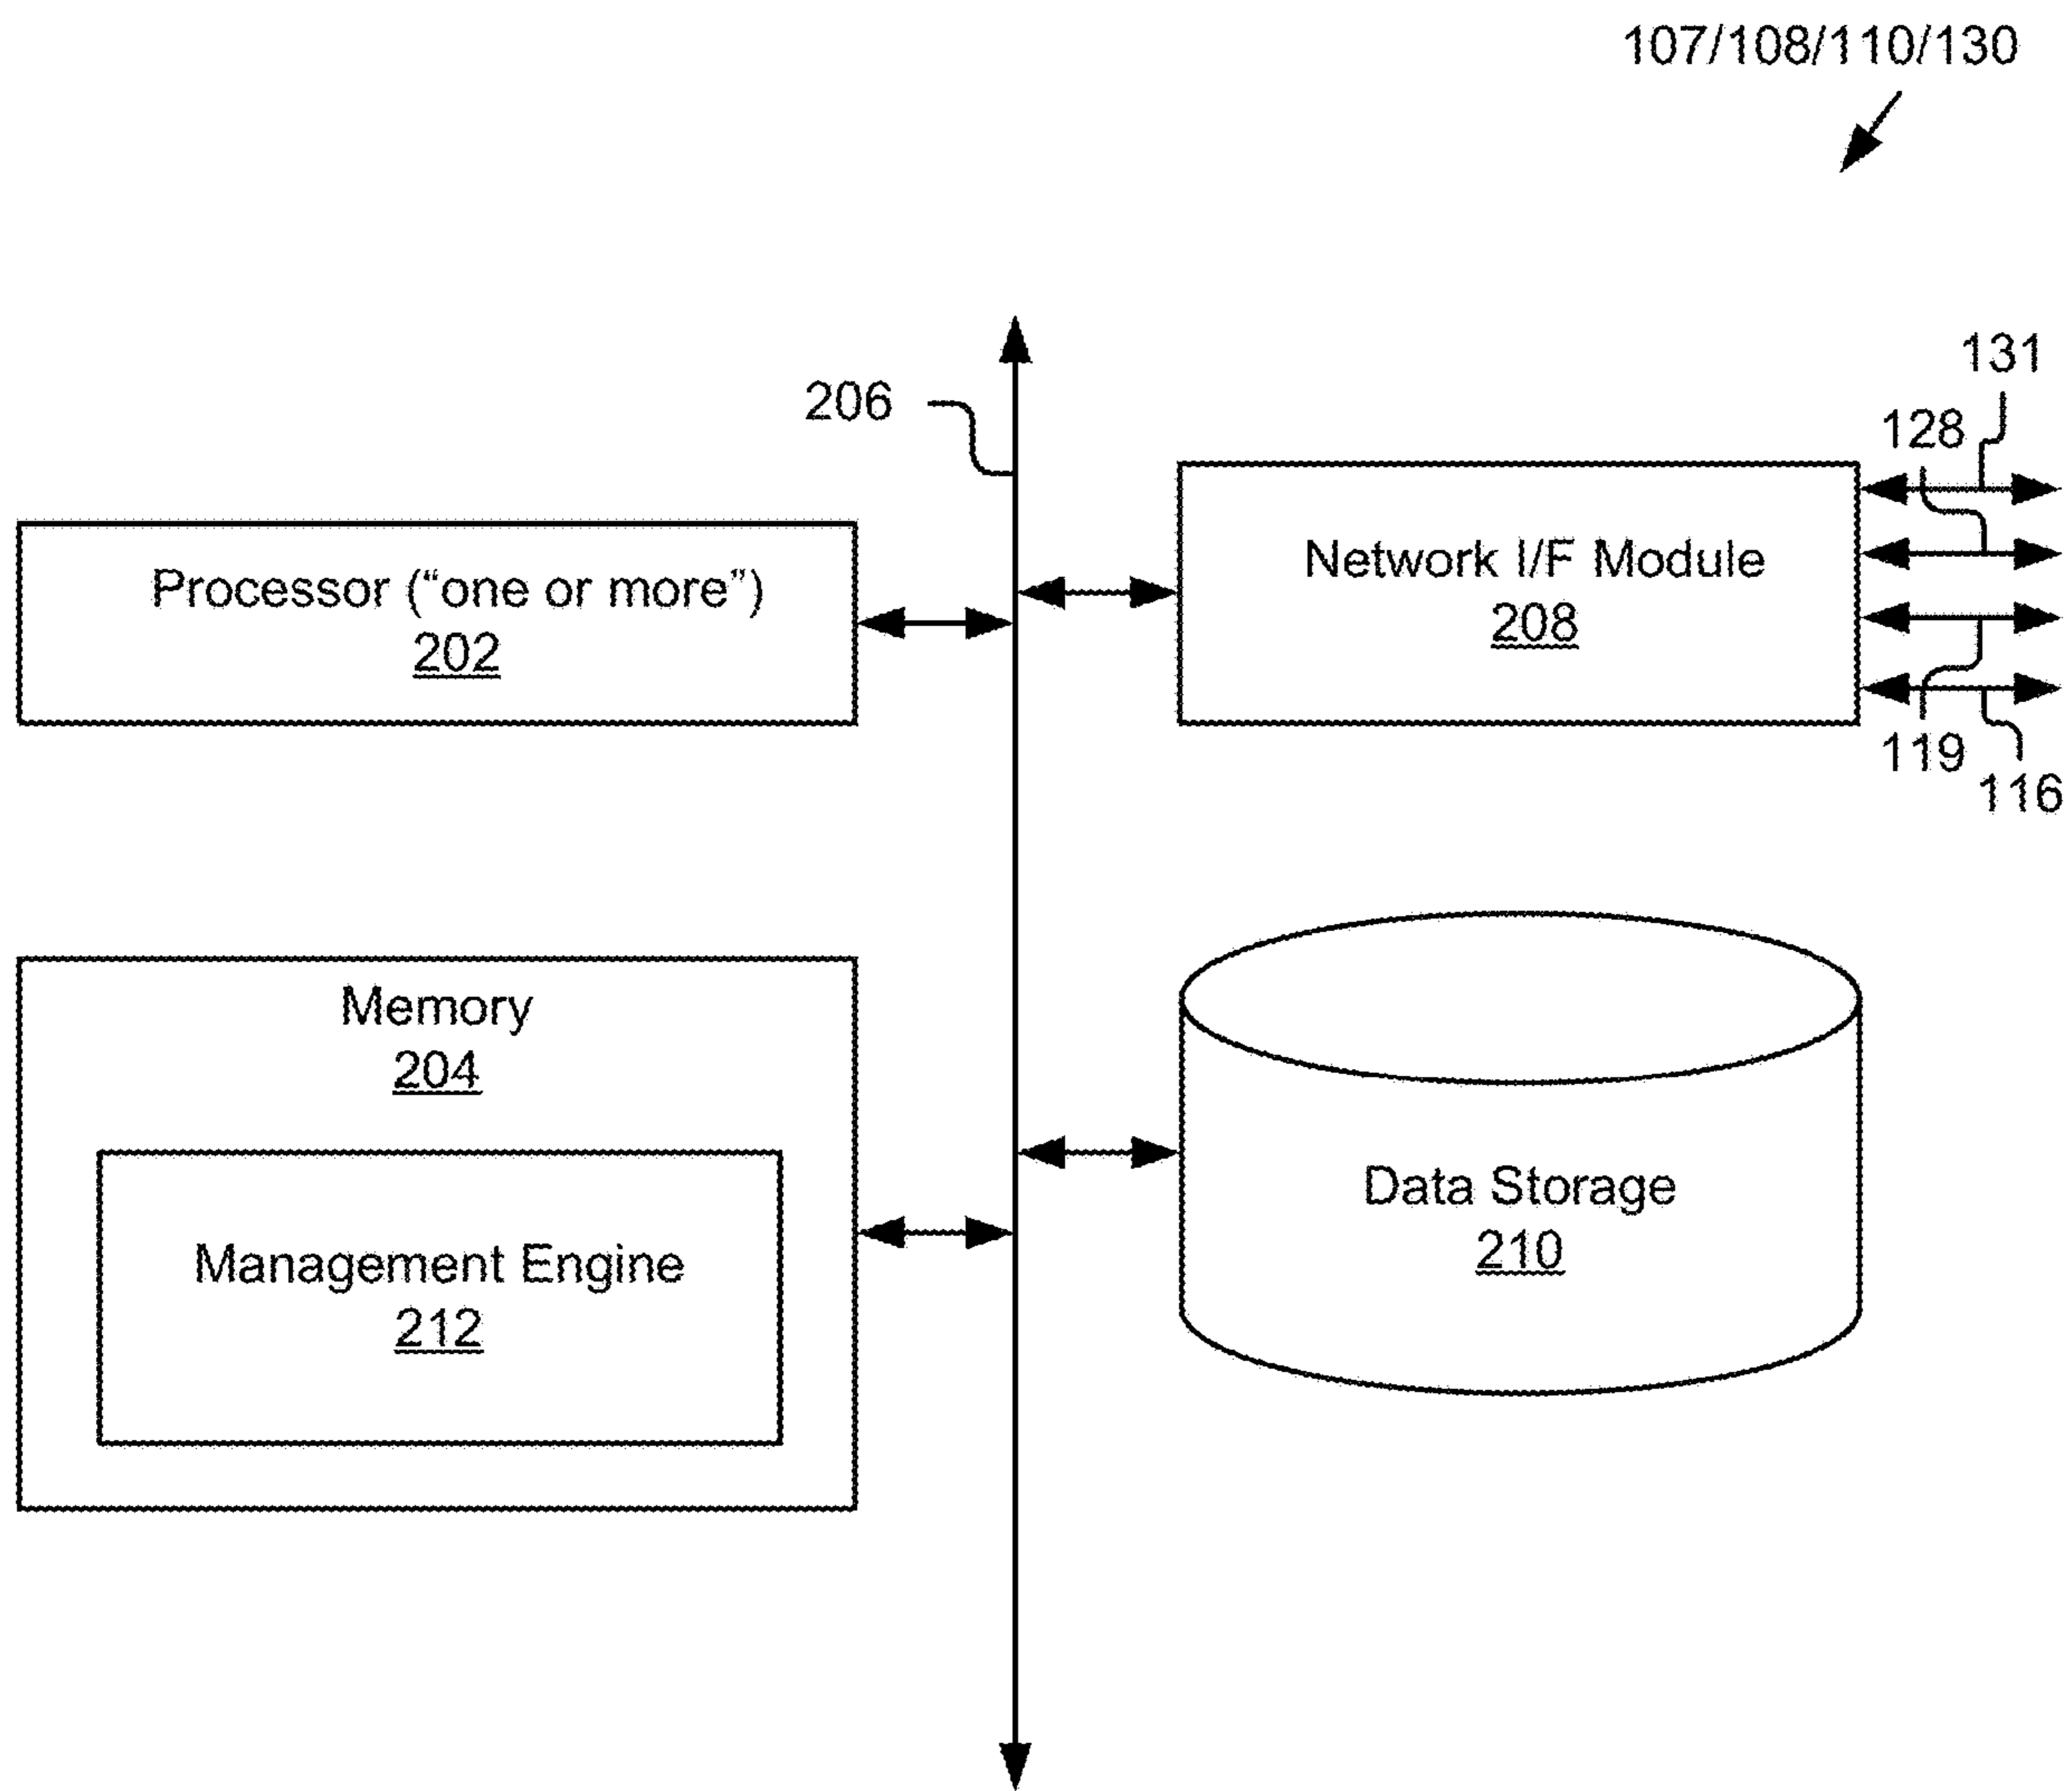 107/108/110/130
131
206
128
Processor (“one or more”)
202
Network I/F Module
208
119
116
Memory
204
Management Engine
212
Data Storage
210